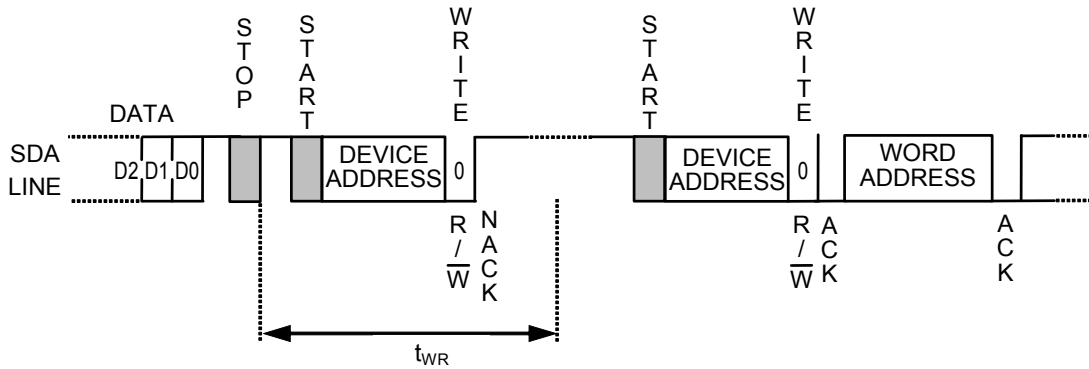 STOP
START
WRITE
START
WRITE
DATA
SDA LINE
D2 D1 D0
DEVICE ADDRESS
0
DEVICE ADDRESS
0
WORD ADDRESS
R/W̅
NACK
R/W̅
ACK
ACK
tWR